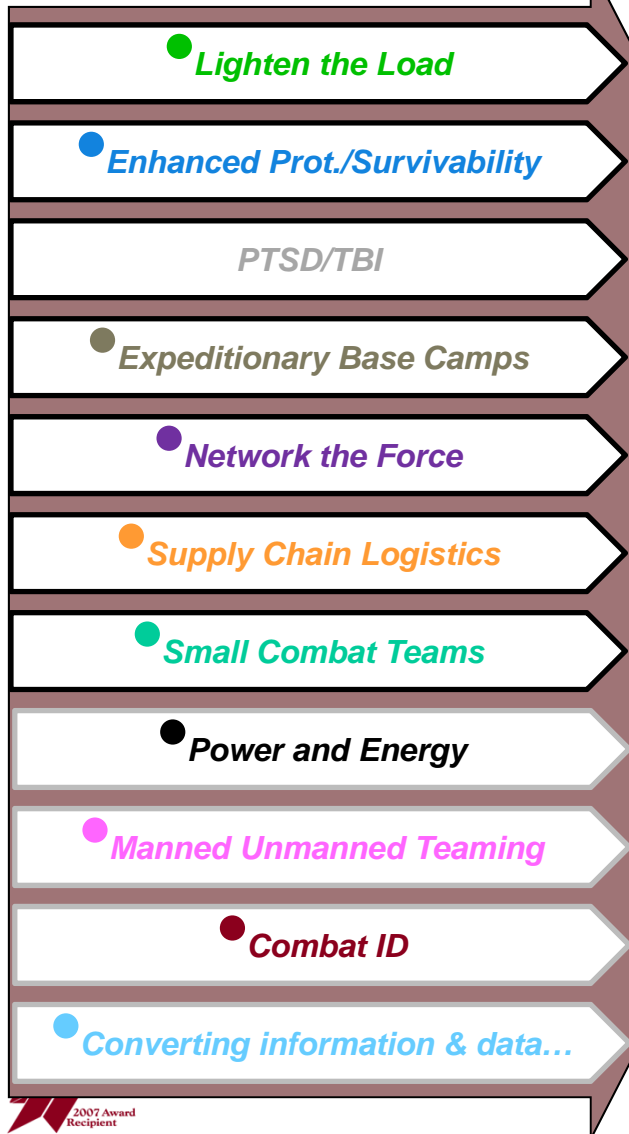 Lighten the Load
Enhanced Prot./Survivability
PTSD/TBI
Expeditionary Base Camps
Network the Force
Supply Chain Logistics
Small Combat Teams
Power and Energy
Manned Unmanned Teaming
Combat ID
Converting information & data…
2007 Award
Recipient